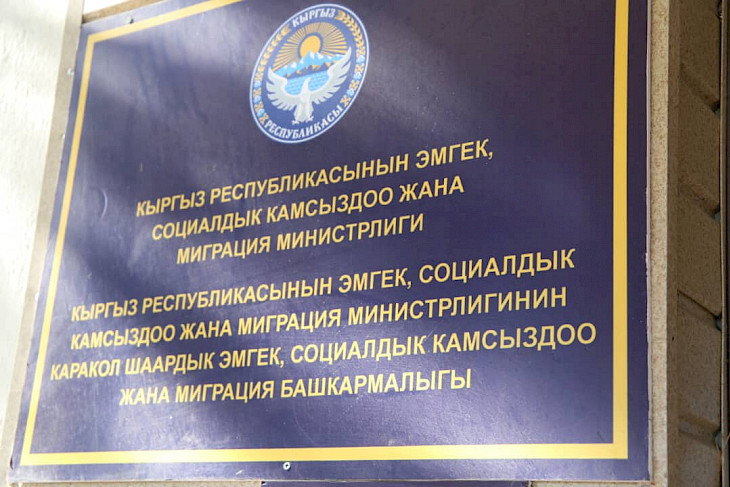 КЫРГЫЗ
РЕСПУБЛИКАСЫ
КЫРГЫЗ РЕСПУБЛИКАСЫНЫН ЭМГЕК,
СОЦИАЛДЫК КАМСЫЗДОО ЖАНА
МИГРАЦИЯ МИНИСТРЛИГИ
КЫРГЫЗ РЕСПУБЛИКАСЫНЫН ЭМГЕК, СОЦИАЛДЫК
КАМСЫЗДОО ЖАНА МИГРАЦИЯ МИНИСТРЛИГИНИН
КАРАКОЛ ШААРДЫК ЭМГЕК, СОЦИАЛДЫК КАМСЫЗДОО
ЖАНА МИГРАЦИЯ БАШКАРМАЛЫГЫ